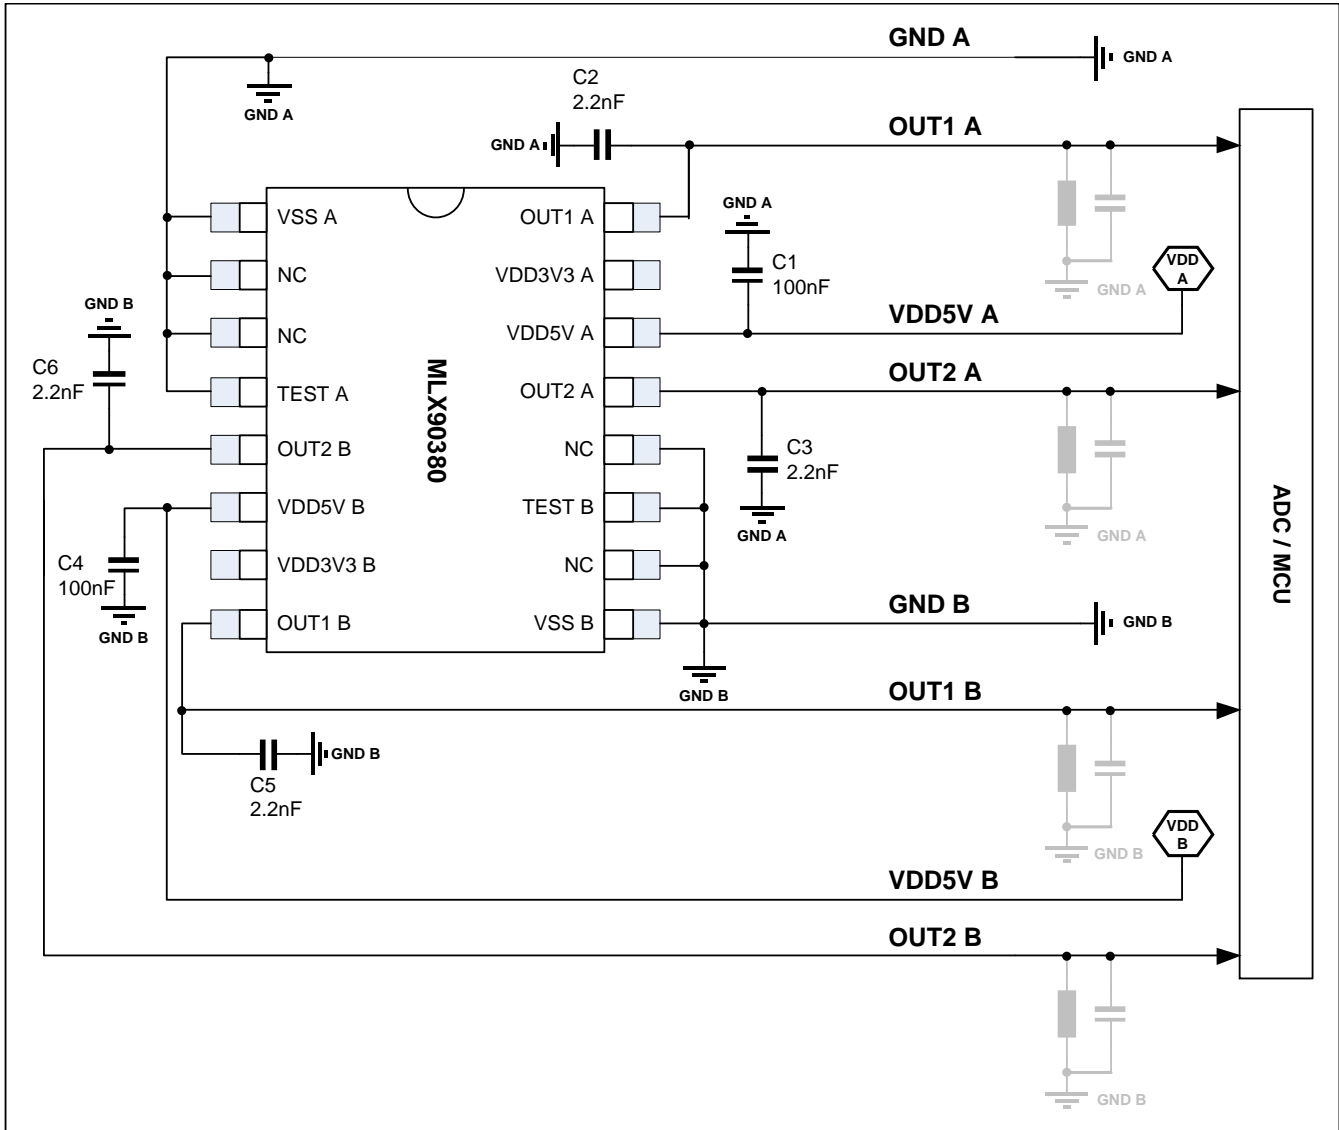 GND A
GND A
GND A
C2
2.2nF
GND A
OUT1 A
GND A
C1
100nF
GND A
VDD
A
VDD5V A
GND B
C6
2.2nF
VSS A
NC
NC
TEST A
OUT2 B
VDD5V B
VDD3V3 B
OUT1 B
MLX90380
OUT1 A
VDD3V3 A
VDD5V A
OUT2 A
NC
TEST B
NC
VSS B
OUT2 A
C3
2.2nF
GND A
GND A
ADC / MCU
C4
100nF
GND B
GND B
GND B
GND B
OUT1 B
C5
2.2nF
GND B
GND B
VDD
B
VDD5V B
OUT2 B
GND B